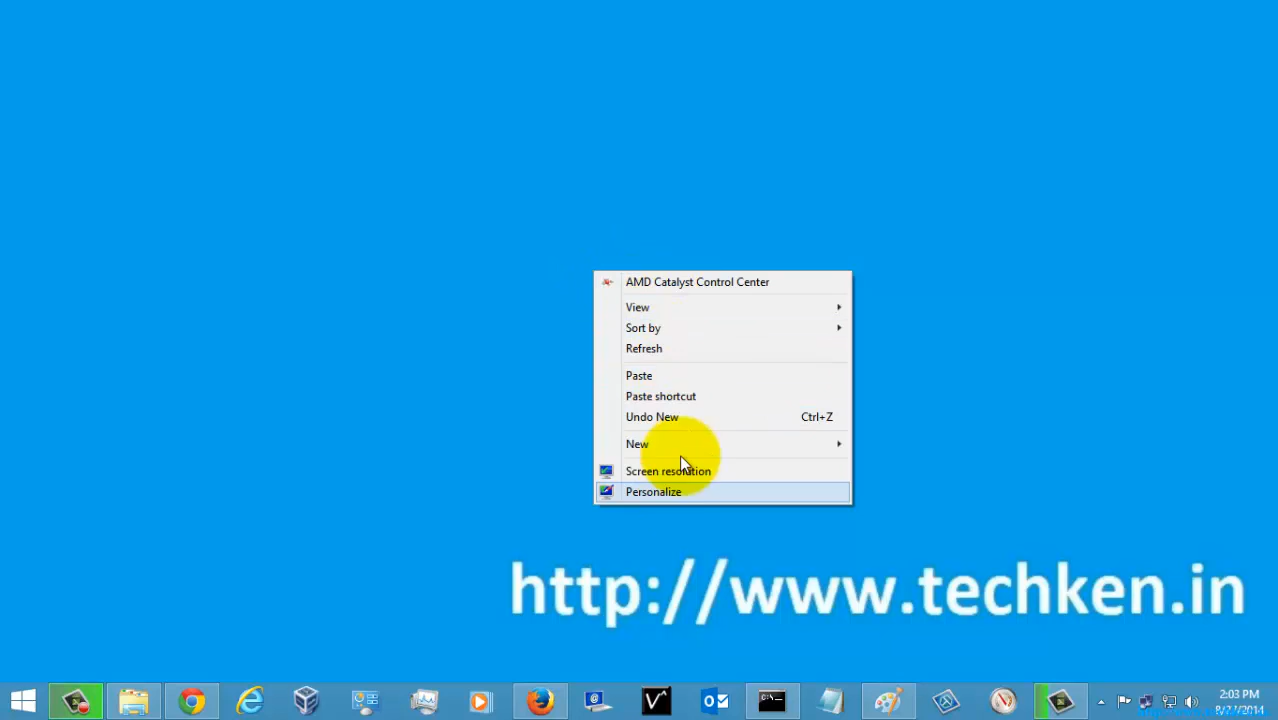 AMD Catalyst Control Center
View
Sort by
Refresh
Paste
Paste shortcut
Undo New Ctrl+Z
New
Screen resolution
Personalize
http://www.techken.in
2:03 PM